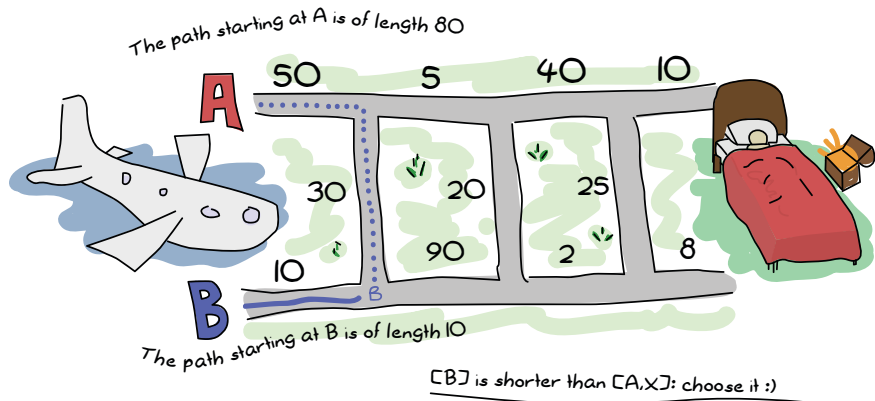 The path starting at A is of length 80
50
5
40
10
A
30
20
25
90
2
8
10
B
B
The path starting at B is of length 10
[B] is shorter than [A,X]: choose it :)